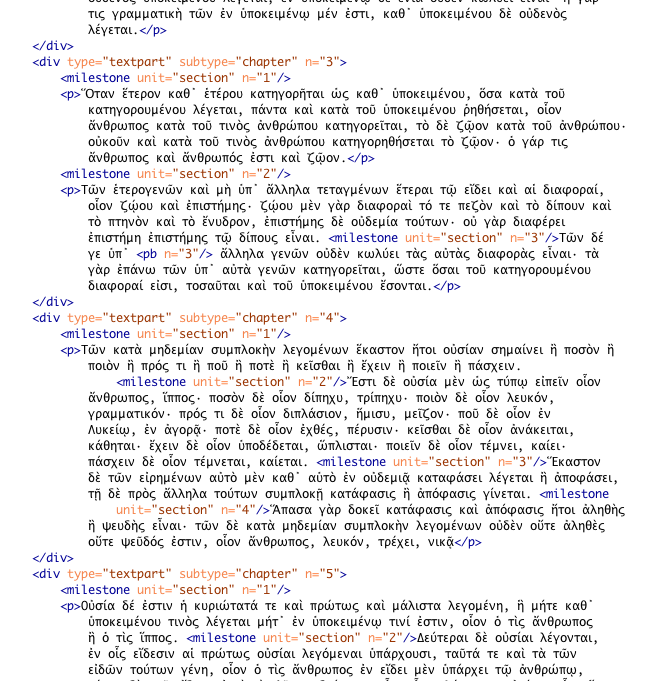 τις γραμματικὴ τῶν ἐν ὑποκειμένῳ μέν ἐστι, καθ᾽ ὑποκειμένου δὲ οὐδενὸς
λέγεται.</p>
</div>
<div type="textpart" subtype="chapter" n="3">
<milestone unit="section" n="1"/>
<p>Ὅταν ἕτερον καθ᾽ ἑτέρου κατηγορῆται ὡς καθ᾽ ὑποκειμένου, ὅσα κατὰ τοῦ
κατηγορουμένου λέγεται, πάντα καὶ κατὰ τοῦ ὑποκειμένου ῥηθήσεται, οἷον
ἄνθρωπος κατὰ τοῦ τινὸς ἀνθρώπου κατηγορεῖται, τὸ δὲ ζῷον κατὰ τοῦ ἀνθρώπου·
οὐκοῦν καὶ κατὰ τοῦ τινὸς ἀνθρώπου κατηγορηθήσεται τὸ ζῷον· ὁ γάρ τις
ἄνθρωπος καὶ ἄνθρωπός ἐστι καὶ ζῷον.</p>
<milestone unit="section" n="2"/>
<p>Τῶν ἑτερογενῶν καὶ μὴ ὑπ᾽ ἄλληλα τεταγμένων ἕτεραι τῷ εἴδει καὶ αἱ διαφοραί,
οἷον ζῴου καὶ ἐπιστήμης· ζῴου μὲν γὰρ διαφοραὶ τό τε πεζὸν καὶ τὸ δίπουν καὶ
τὸ πτηνὸν καὶ τὸ ἔνυδρον, ἐπιστήμης δὲ οὐδεμία τούτων· οὐ γὰρ διαφέρει
ἐπιστήμη ἐπιστήμης τῷ δίπους εἶναι. <milestone unit="section" n="3"/>Τῶν δέ
γε ὑπ᾽ <pb n="3"/> ἄλληλα γενῶν οὐδὲν κωλύει τὰς αὐτὰς διαφορὰς εἶναι· τὰ
γὰρ ἐπάνω τῶν ὑπ᾽ αὐτὰ γενῶν κατηγορεῖται, ὥστε ὅσαι τοῦ κατηγορουμένου
διαφοραί εἰσι, τοσαῦται καὶ τοῦ ὑποκειμένου ἔσονται.</p>
</div>
<div type="textpart" subtype="chapter" n="4">
<milestone unit="section" n="1"/>
<p>Τῶν κατὰ μηδεμίαν συμπλοκὴν λεγομένων ἕκαστον ἤτοι οὐσίαν σημαίνει ἢ ποσὸν ἢ
ποιὸν ἢ πρός τι ἢ ποῦ ἢ ποτὲ ἢ κεῖσθαι ἢ ἔχειν ἢ ποιεῖν ἢ πάσχειν.
<milestone unit="section" n="2"/>Ἔστι δὲ οὐσία μὲν ὡς τύπῳ εἰπεῖν οἷον
ἄνθρωπος, ἵππος· ποσὸν δὲ οἷον δίπηχυ, τρίπηχυ· ποιὸν δὲ οἷον λευκόν,
γραμματικόν· πρός τι δὲ οἷον διπλάσιον, ἥμισυ, μεῖζον· ποῦ δὲ οἷον ἐν
Λυκείῳ, ἐν ἀγορᾷ· ποτὲ δὲ οἷον ἐχθές, πέρυσιν· κεῖσθαι δὲ οἷον ἀνάκειται,
κάθηται· ἔχειν δὲ οἷον ὑποδέδεται, ὥπλισται· ποιεῖν δὲ οἷον τέμνει, καίει·
πάσχειν δὲ οἷον τέμνεται, καίεται. <milestone unit="section" n="3"/>Ἕκαστον
δὲ τῶν εἰρημένων αὐτὸ μὲν καθ᾽ αὑτὸ ἐν οὐδεμιᾷ καταφάσει λέγεται ἢ ἀποφάσει,
τῇ δὲ πρὸς ἄλληλα τούτων συμπλοκῇ κατάφασις ἢ ἀπόφασις γίνεται. <milestone
unit="section" n="4"/>Ἅπασα γὰρ δοκεῖ κατάφασις καὶ ἀπόφασις ἤτοι ἀληθὴς
ἢ ψευδὴς εἶναι· τῶν δὲ κατὰ μηδεμίαν συμπλοκὴν λεγομένων οὐδὲν οὔτε ἀληθὲς
οὔτε ψεῦδός ἐστιν, οἷον ἄνθρωπος, λευκόν, τρέχει, νικᾷ</p>
</div>
<div type="textpart" subtype="chapter" n="5">
<milestone unit="section" n="1"/>
<p>Οὐσία δέ ἐστιν ἡ κυριώτατά τε καὶ πρώτως καὶ μάλιστα λεγομένη, ἣ μήτε καθ᾽
ὑποκειμένου τινὸς λέγεται μήτ᾽ ἐν ὑποκειμένῳ τινί ἐστιν, οἷον ὁ τὶς ἄνθρωπος
ἢ ὁ τὶς ἵππος. <milestone unit="section" n="2"/>Δεύτεραι δὲ οὐσίαι λέγονται,
ἐν οἷς εἴδεσιν αἱ πρώτως οὐσίαι λεγόμεναι ὑπάρχουσι, ταῦτά τε καὶ τὰ τῶν
εἰδῶν τούτων γένη, οἷον ὁ τὶς ἄνθρωπος ἐν εἴδει μὲν ὑπάρχει τῷ ἀνθρώπῳ,